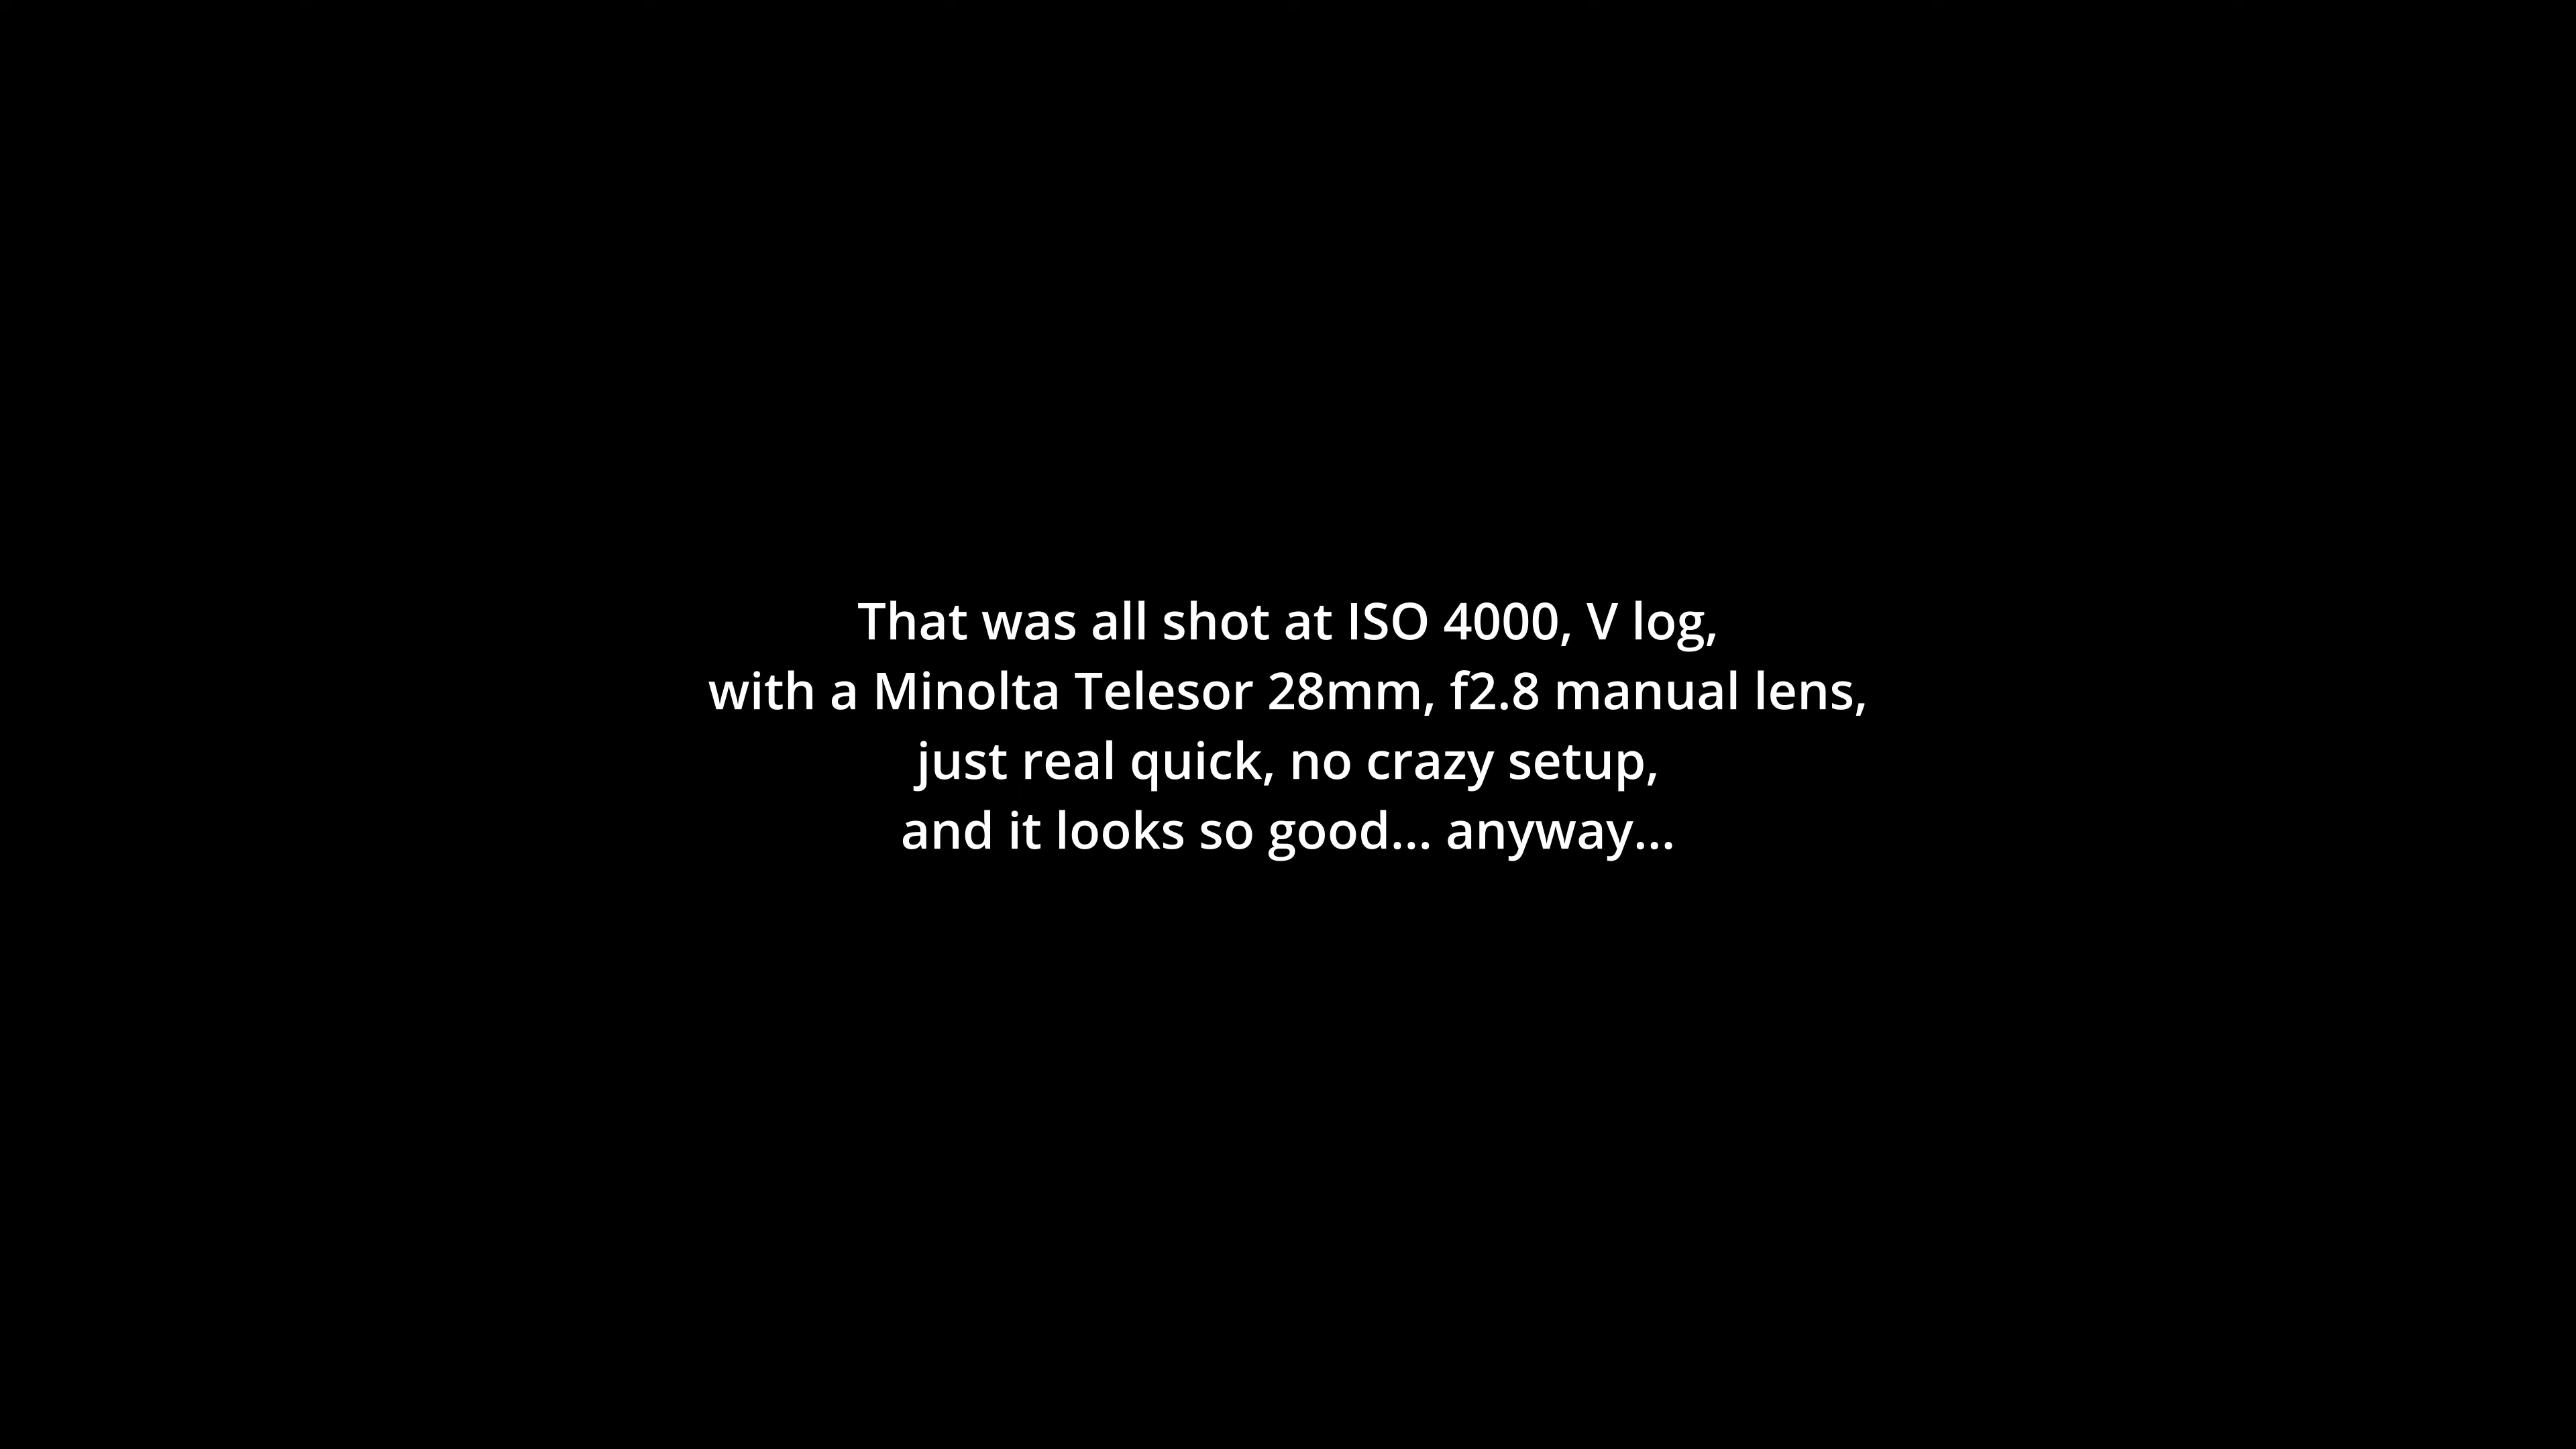 That was all shot at ISO 4000, V log,
with a Minolta Telesor 28mm, f2.8 manual lens,
just real quick, no crazy setup,
and it looks so good... anyway...